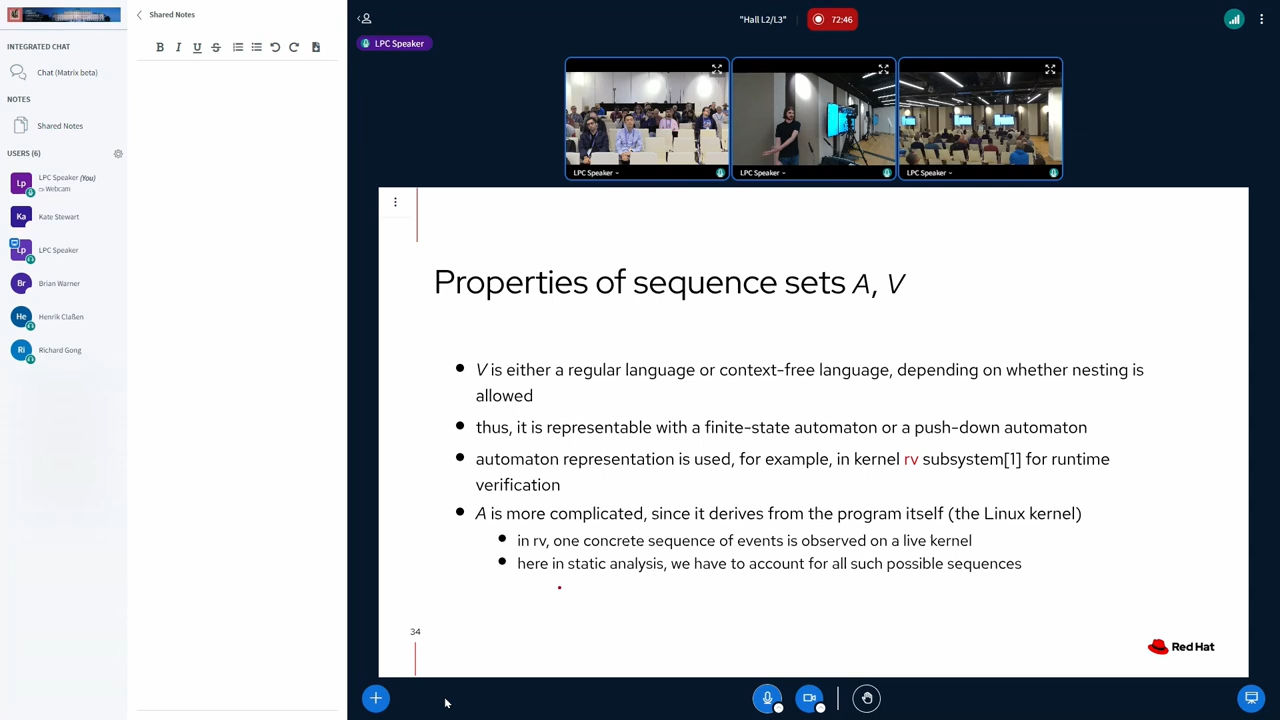 INTEGRATED CHAT
Chat (Matrix beta)
NOTES
Shared Notes
USERS (6)
Lp
LPC Speaker (You)
Webcam
Ka
Kate Stewart
Lp
LPC Speaker
Br
Brian Warner
He
Henrik Claßen
Ri
Richard Gong
Shared Notes
B I U S
"Hall L2/L3"
72:46
LPC Speaker
LPC Speaker
LPC Speaker
LPC Speaker
Properties of sequence sets A, V
● V is either a regular language or context-free language, depending on whether nesting is
allowed
● thus, it is representable with a finite-state automaton or a push-down automaton
● automaton representation is used, for example, in kernel rv subsystem[1] for runtime
verification
● A is more complicated, since it derives from the program itself (the Linux kernel)
● in rv, one concrete sequence of events is observed on a live kernel
● here in static analysis, we have to account for all such possible sequences
34
Red Hat